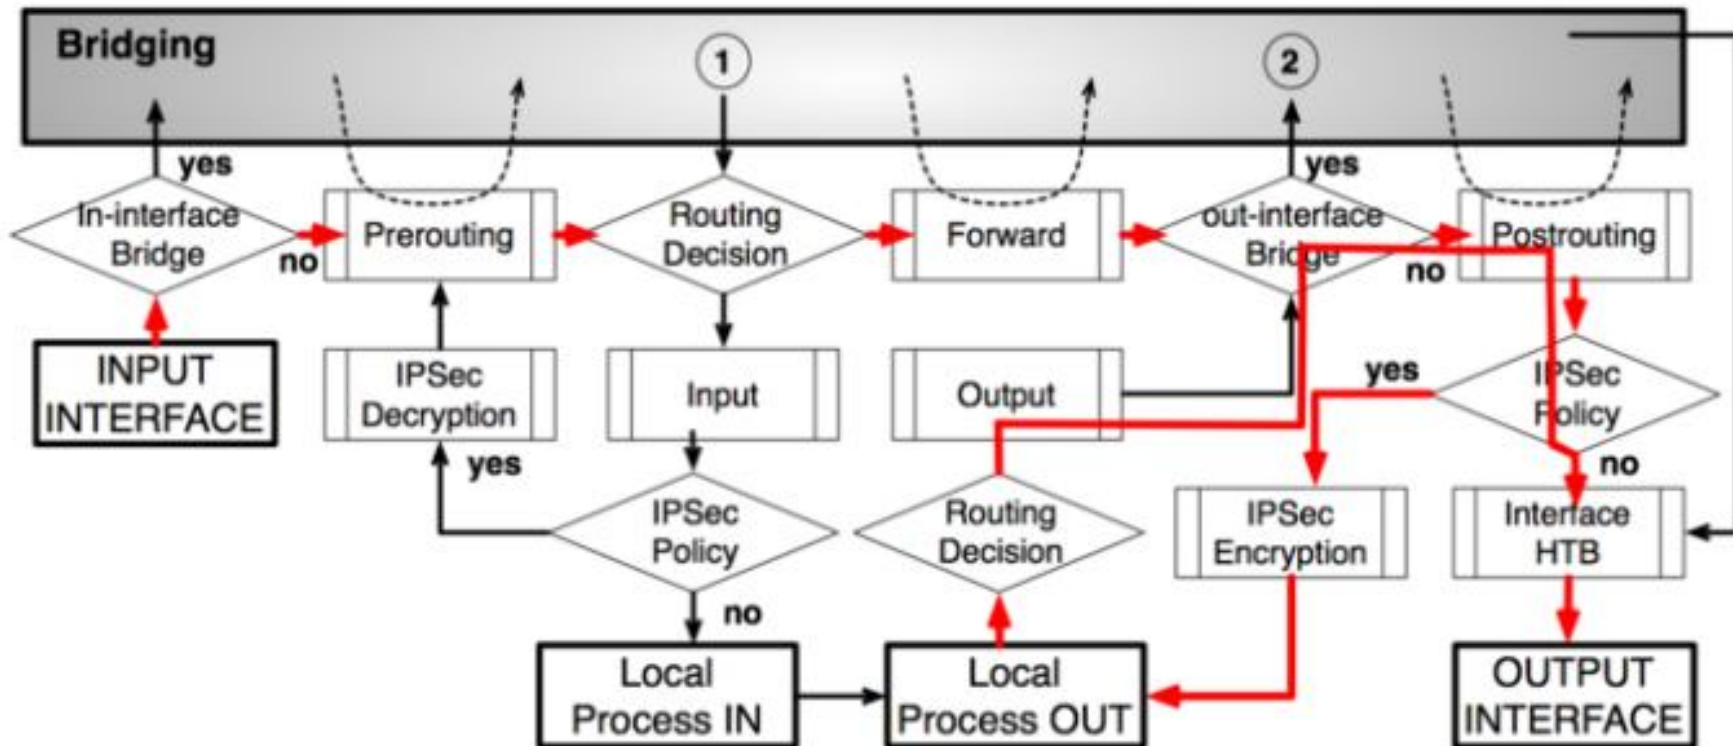 Bridging
1
2
yes
yes
In-interface
Bridge
no
Prerouting
Routing
Decision
Forward
out-interface
Bridge
no
Postrouting
INPUT
INTERFACE
IPSec
Decryption
yes
Input
Output
yes
IPSec
Policy
no
IPSec
Policy
no
Routing
Decision
IPSec
Encryption
Interface
HTB
Local
Process IN
Local
Process OUT
OUTPUT
INTERFACE